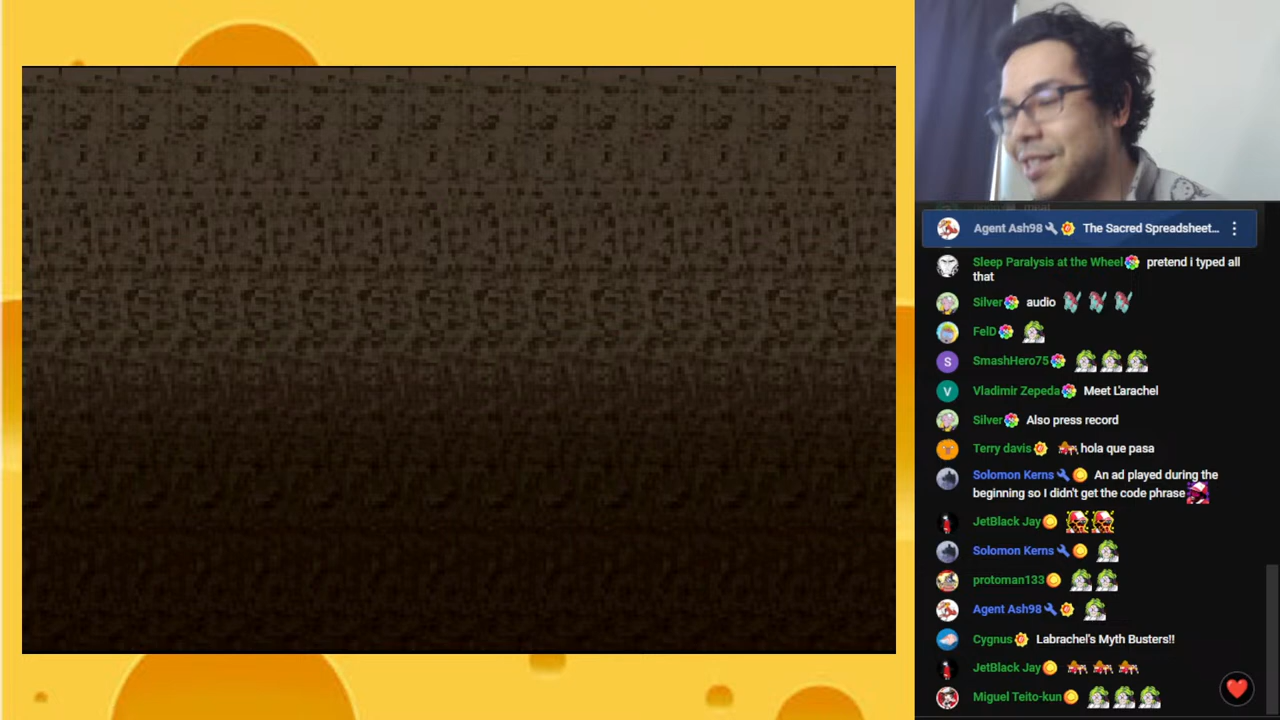 Agent Ash98 The Sacred Spreadsheet...
Sleep Paralysis at the Wheel pretend i typed all
that
Silver audio
FelD
SmashHero75
S
Vladimir Zepeda Meet L'arachel
V
Silver Also press record
Terry davis hola que pasa
Solomon Kerns An ad played during the
beginning so I didn't get the code phrase
JetBlack Jay
Solomon Kerns
protoman133
Agent Ash98
Cygnus Labrachel's Myth Busters!!
JetBlack Jay
Miguel Teito-kun